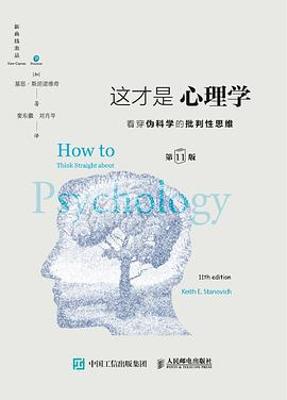 新曲线出品
New Curves
Pearson
[加]
基思·斯坦诺维奇
著
窦东徽 刘肖岑
译
这才是 心理学
看穿伪科学的批判性思维
第11版
How to
Think Straight about
Psychology
11th edition
Keith E. Stanovich
中国工信出版集团
人民邮电出版社
POSTS & TELECOM PRESS